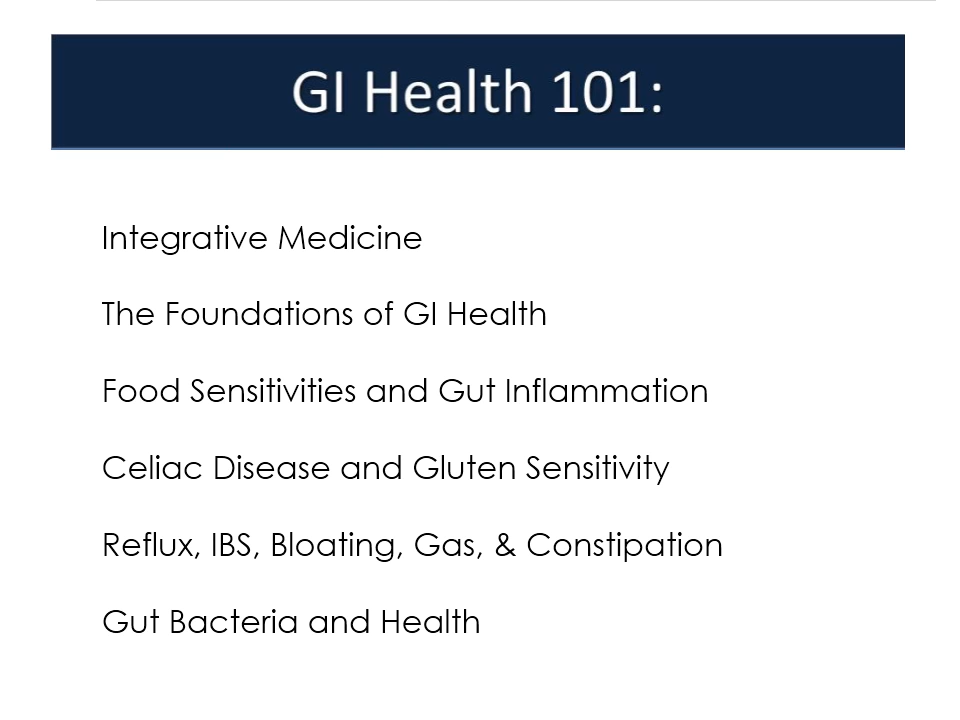 GI Health 101:
Integrative Medicine
The Foundations of GI Health
Food Sensitivities and Gut Inflammation
Celiac Disease and Gluten Sensitivity
Reflux, IBS, Bloating, Gas, & Constipation
Gut Bacteria and Health